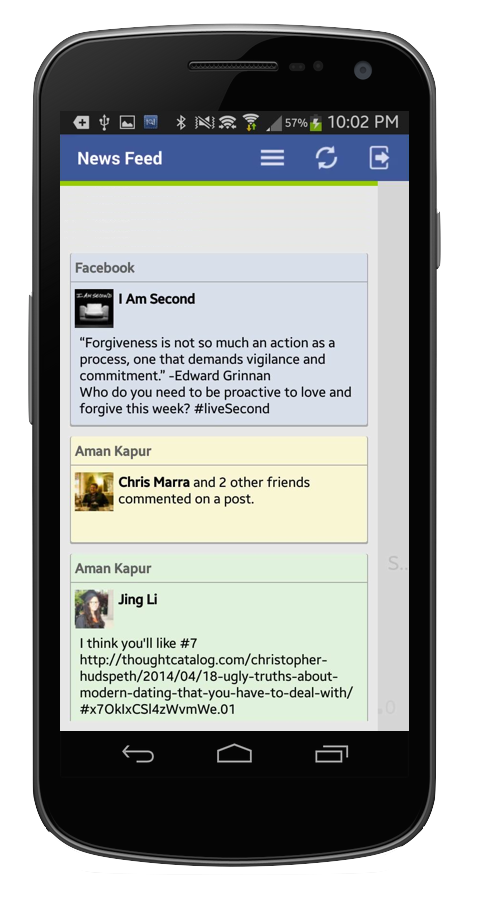 57% 10:02 PM
News Feed
Facebook
I AM SECOND
I Am Second
“Forgiveness is not so much an action as a
process, one that demands vigilance and
commitment.” -Edward Grinnan
Who do you need to be proactive to love and
forgive this week? #liveSecond
Aman Kapur
Chris Marra and 2 other friends
commented on a post.
S..
Aman Kapur
Jing Li
I think you'll like #7
http://thoughtcatalog.com/christopher-
hudspeth/2014/04/18-ugly-truths-about-
modern-dating-that-you-have-to-deal-with/
#x7OkIxCSl4zWvmWe.01
.0